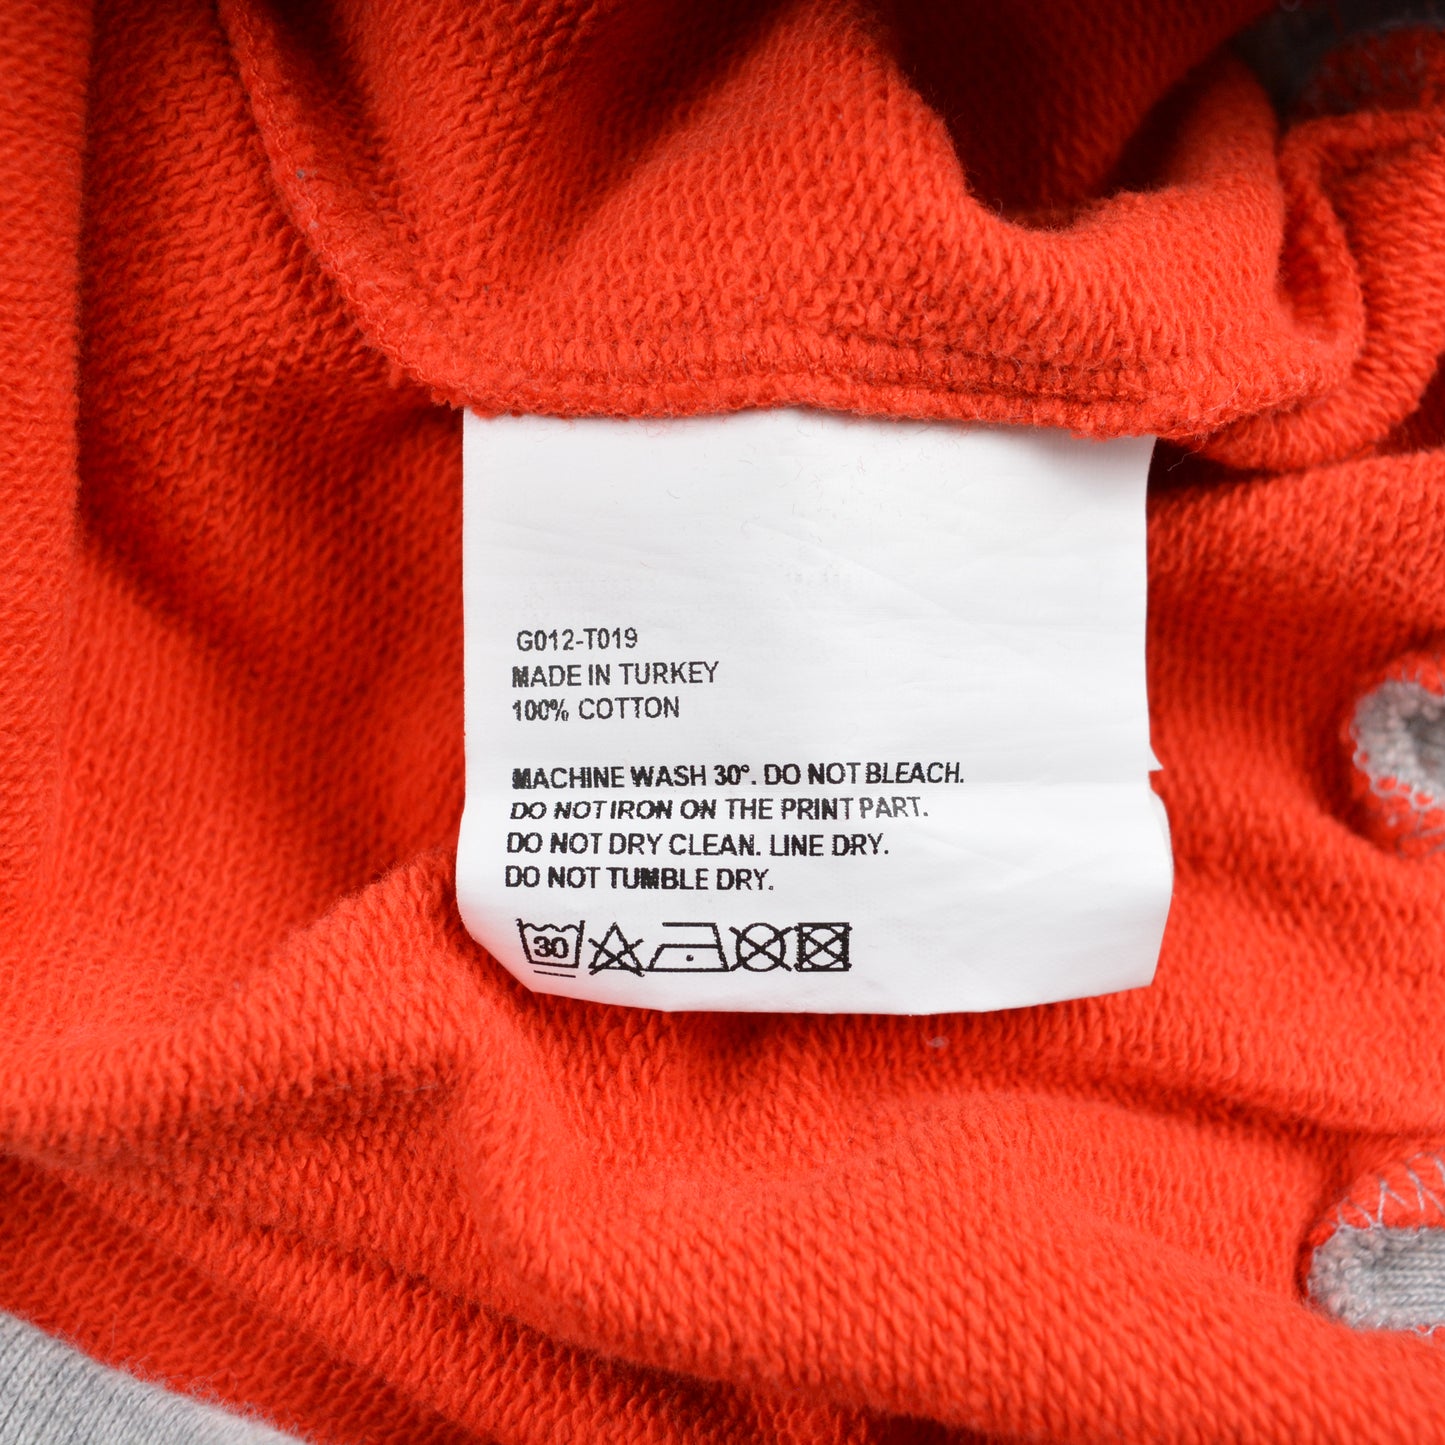 G012-T019
MADE IN TURKEY
100% COTTON
MACHINE WASH 30°. DO NOT BLEACH.
DO NOT IRON ON THE PRINT PART.
DO NOT DRY CLEAN. LINE DRY.
DO NOT TUMBLE DRY.
30